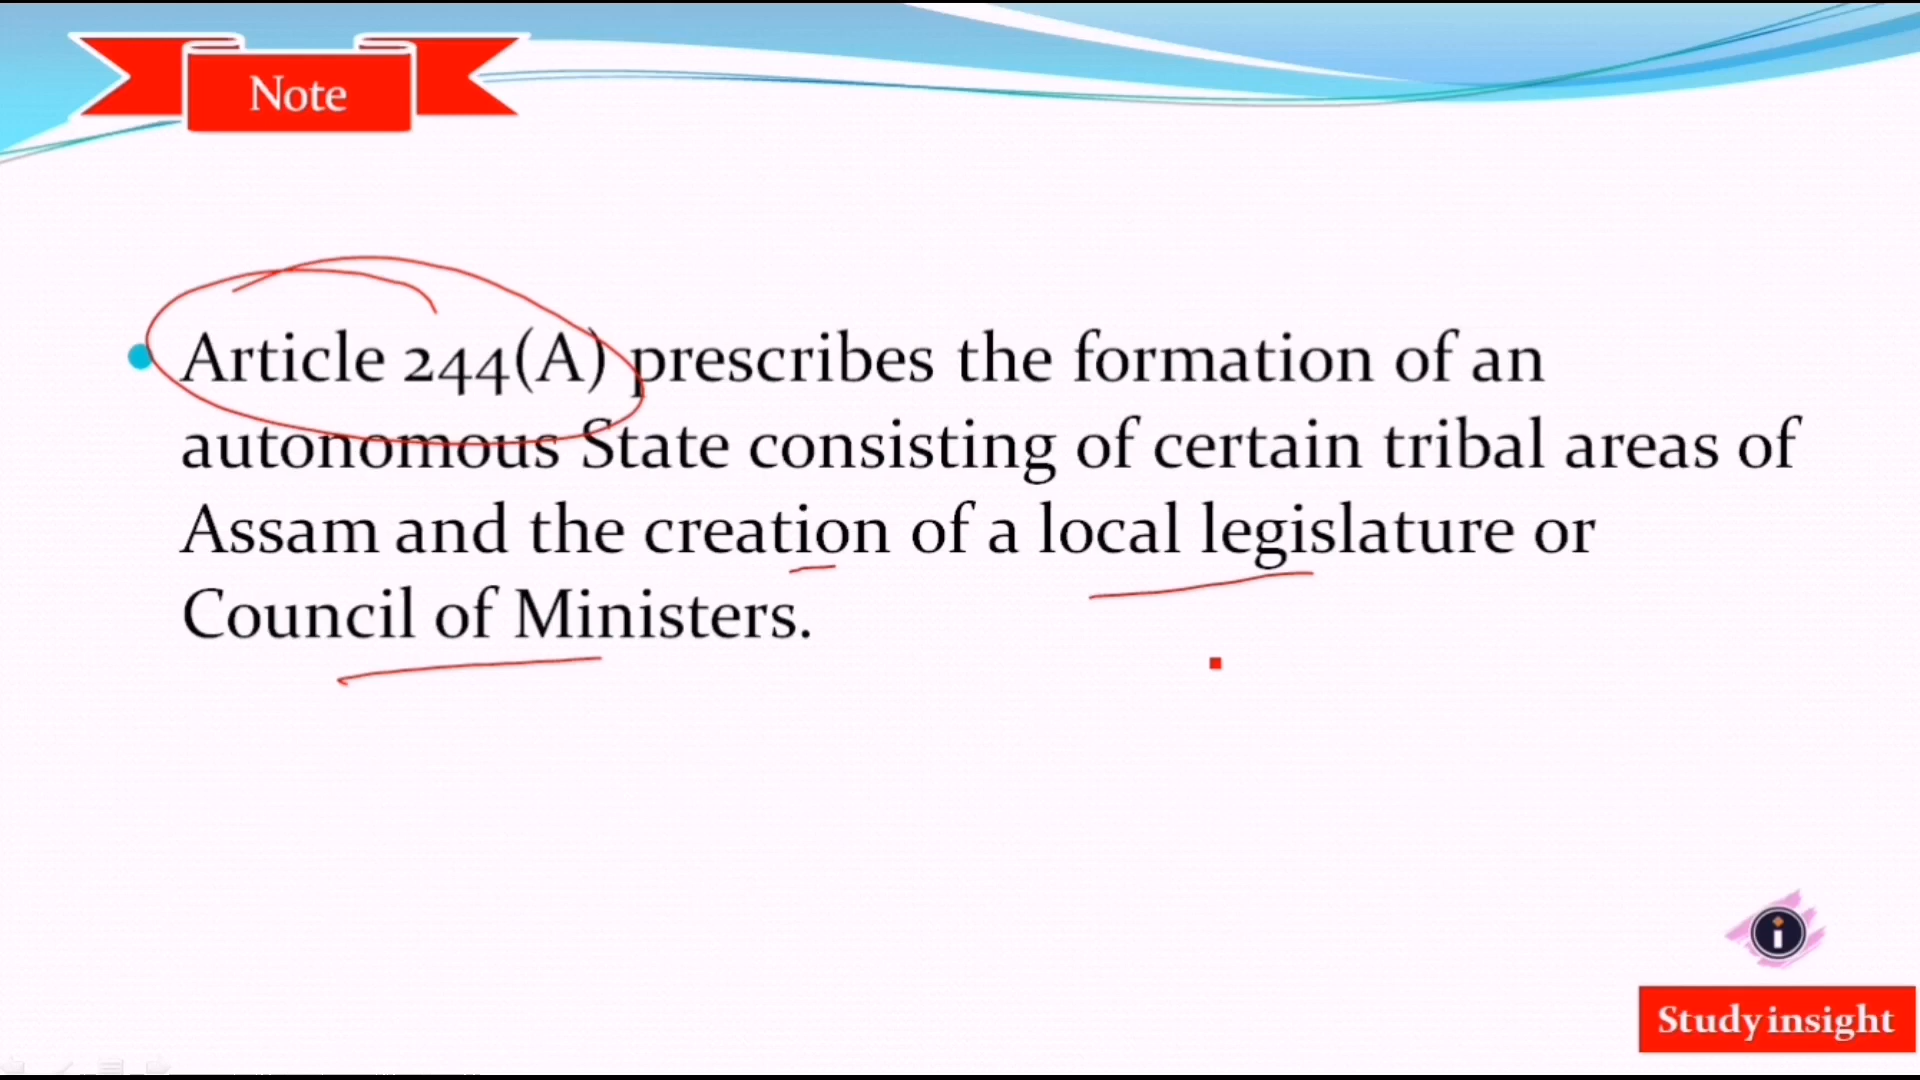 Note
Article 244(A) prescribes the formation of an
autonomous State consisting of certain tribal areas of
Assam and the creation of a local legislature or
Council of Ministers.
i
Study insight